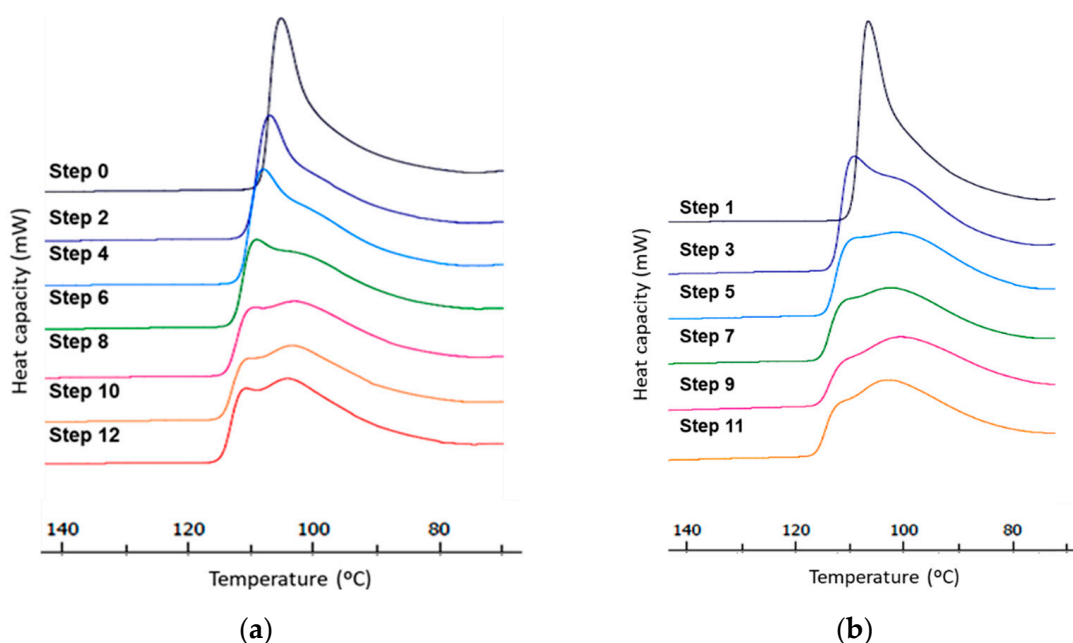 Step 0
Step 2
Step 4
Step 6
Step 8
Step 10
Step 12
Heat capacity (mW)
140 120 100 80
Temperature (ºC)
(a)
Step 1
Step 3
Step 5
Step 7
Step 9
Step 11
Heat capacity (mW)
140 120 100 80
Temperature (ºC)
(b)